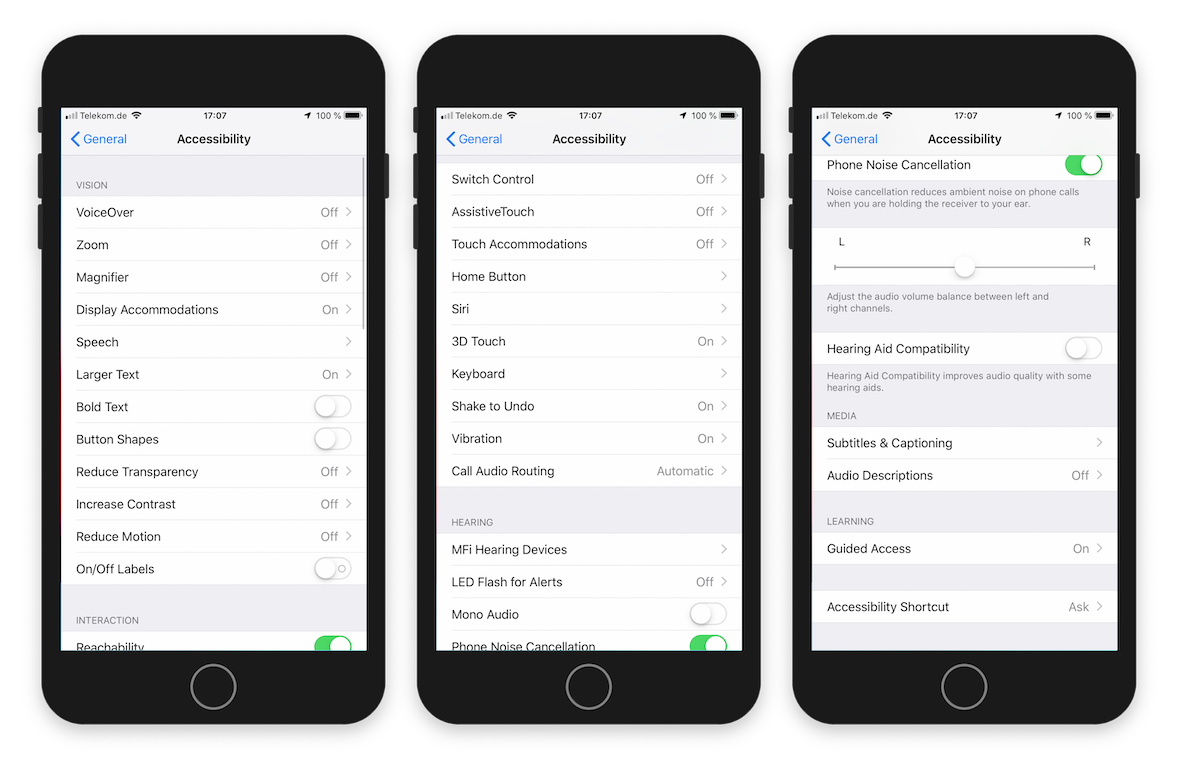 Telekom.de 17:07 100 %
General Accessibility
VISION
VoiceOver Off
Zoom Off
Magnifier Off
Display Accommodations On
Speech
Larger Text On
Bold Text
Button Shapes
Reduce Transparency Off
Increase Contrast Off
Reduce Motion Off
On/Off Labels
INTERACTION
Reachability
Telekom.de 17:07 100 %
General Accessibility
Switch Control Off
AssistiveTouch Off
Touch Accommodations Off
Home Button
Siri
3D Touch On
Keyboard
Shake to Undo On
Vibration On
Call Audio Routing Automatic
HEARING
MFi Hearing Devices
LED Flash for Alerts Off
Mono Audio
Phone Noise Cancellation
Telekom.de 17:07 100 %
General Accessibility
Phone Noise Cancellation
Noise cancellation reduces ambient noise on phone calls
when you are holding the receiver to your ear.
L R
Adjust the audio volume balance between left and
right channels.
Hearing Aid Compatibility
Hearing Aid Compatibility improves audio quality with some
hearing aids.
MEDIA
Subtitles & Captioning
Audio Descriptions Off
LEARNING
Guided Access On
Accessibility Shortcut Ask